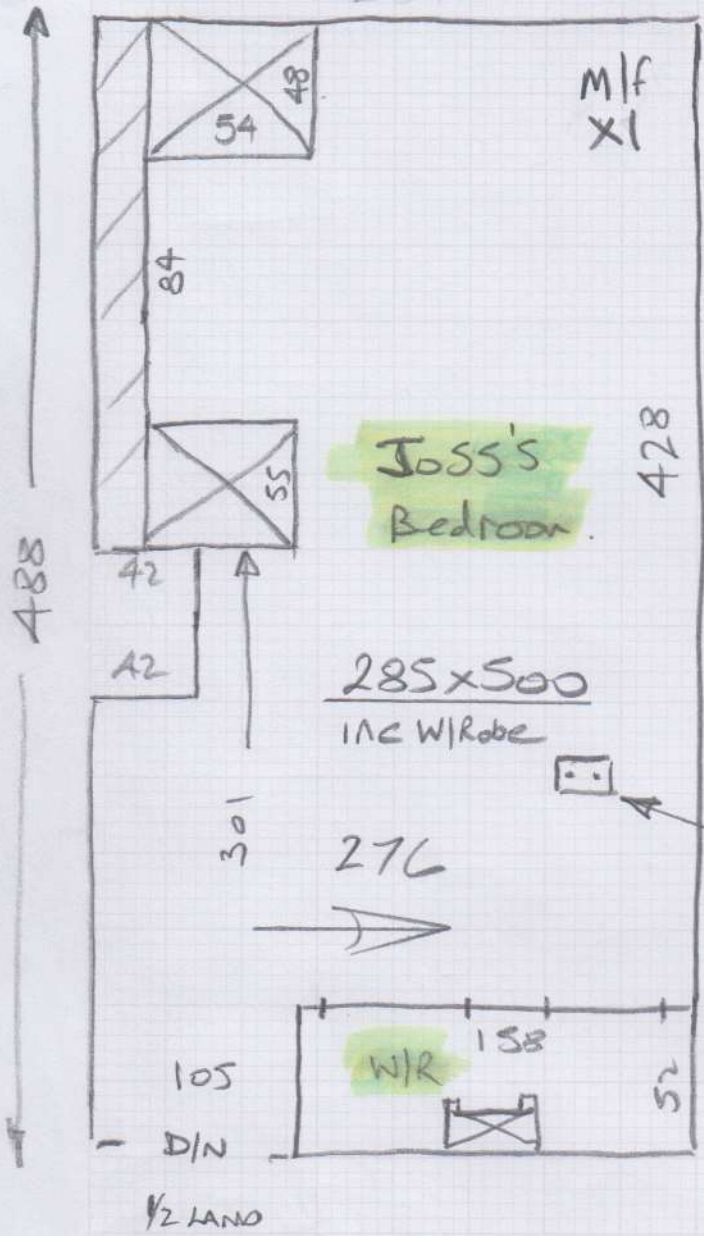 M/f
X1
54
48
84
Joss's
Bedroom.
55
428
488
42
42
285x500
inc W/Robe
301
276
105
W/R
158
52
D/N
1/2 LAND